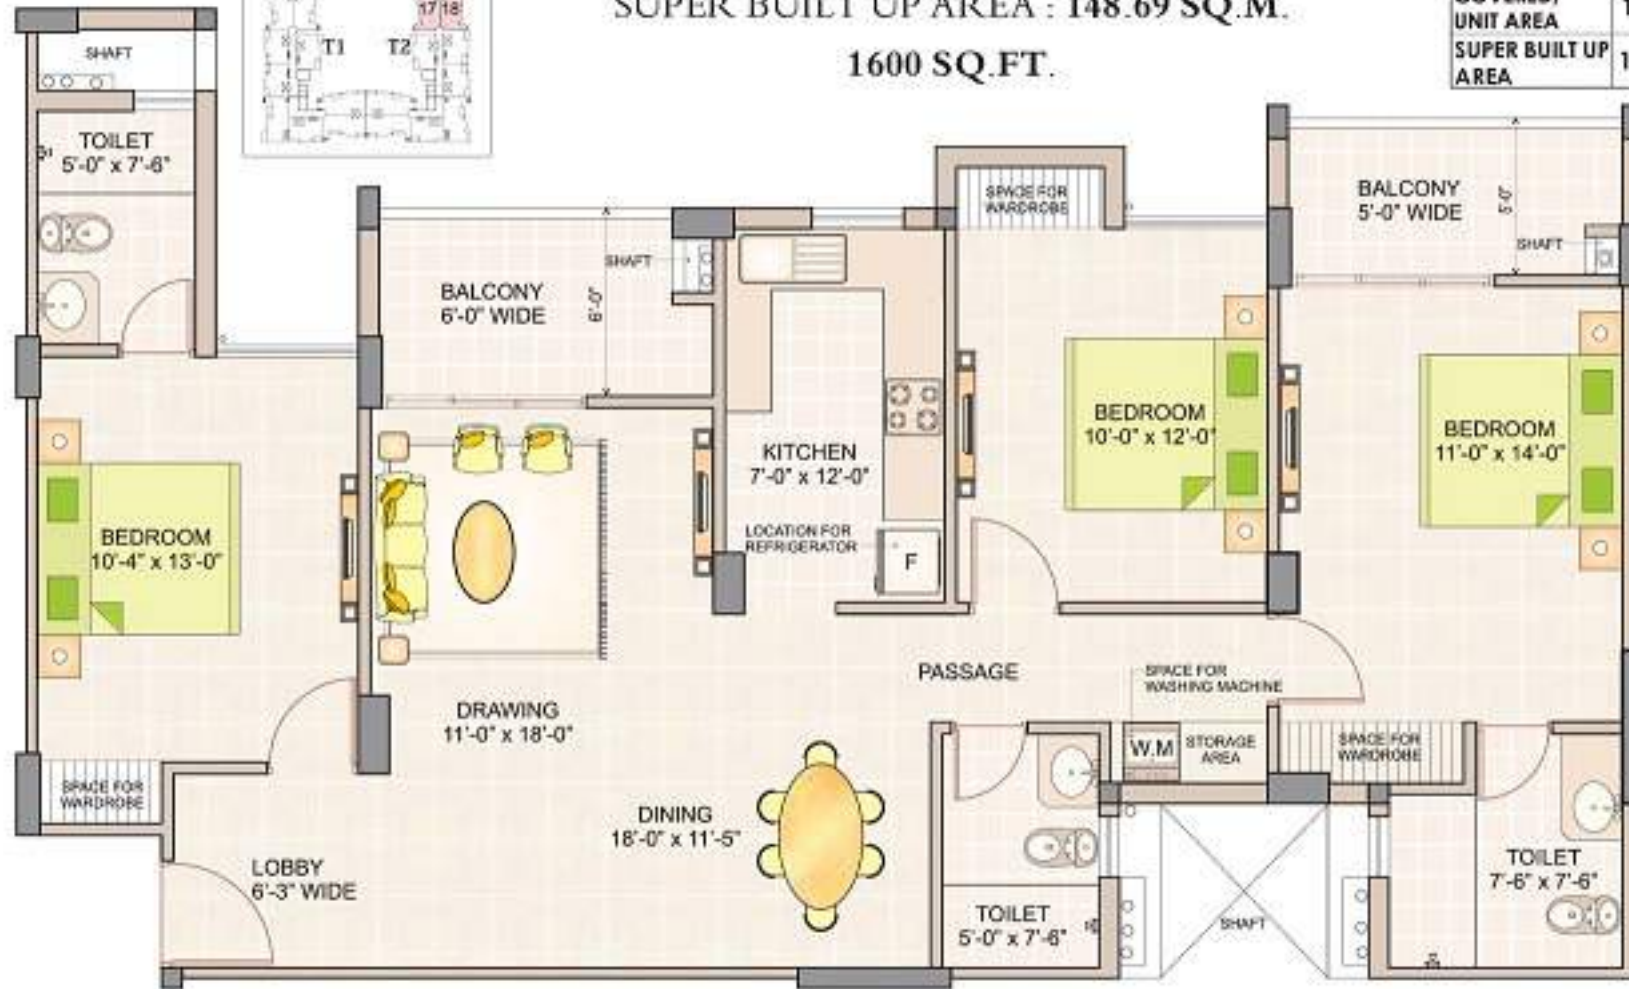 SUPER BUILT UP AREA : 148.69 SQ.M.
1600 SQ.FT.
UNIT AREA
SUPER BUILT UP
AREA
17 18
T1 T2
SHAFT
TOILET
5'-0" x 7'-6"
BALCONY
6'-0" WIDE
6'-0"
SHAFT
SPACE FOR
WARDROBE
BALCONY
5'-0" WIDE
5'-0"
SHAFT
KITCHEN
7'-0" x 12'-0"
LOCATION FOR
REFRIGERATOR
F
BEDROOM
10'-0" x 12'-0"
BEDROOM
11'-0" x 14'-0"
BEDROOM
10'-4" x 13'-0"
DRAWING
11'-0" x 18'-0"
PASSAGE
SPACE FOR
WASHING MACHINE
W.M
STORAGE
AREA
SPACE FOR
WARDROBE
SPACE FOR
WARDROBE
DINING
18'-0" x 11'-5"
LOBBY
6'-3" WIDE
TOILET
5'-0" x 7'-6"
SHAFT
TOILET
7'-6" x 7'-6"